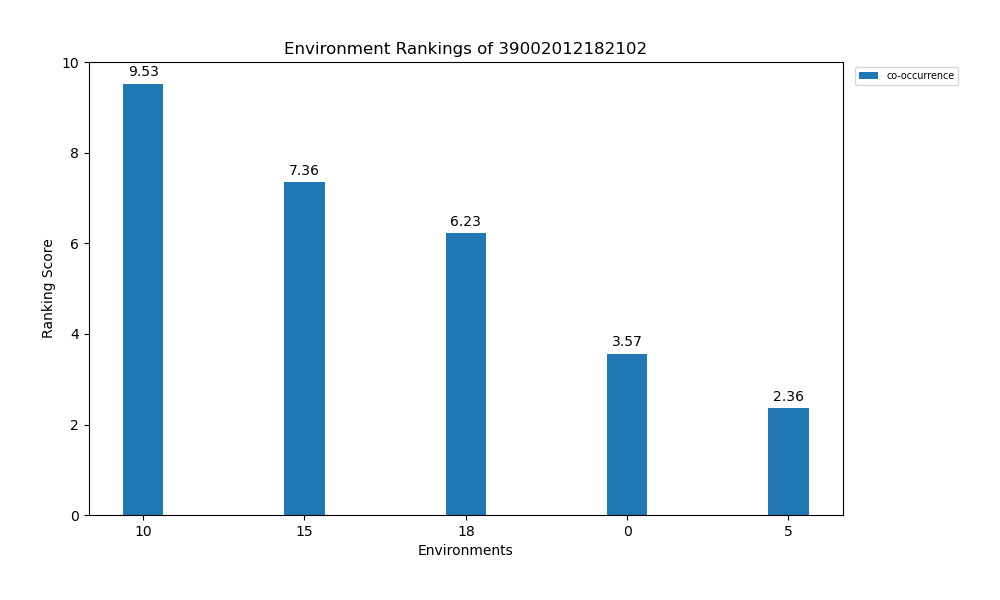 Environment Rankings of 39002012182102
co-occurrence
Ranking Score
10
8
6
4
2
0
9.53
7.36
6.23
3.57
2.36
10 15 18 0 5
Environments